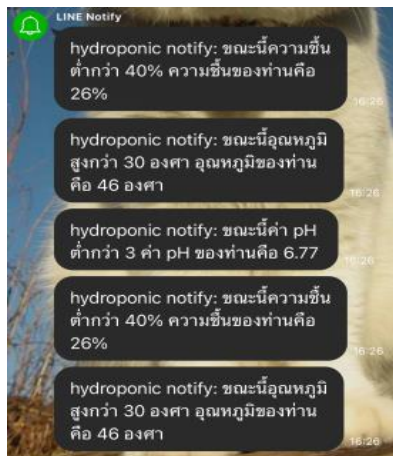 LINE Notify
hydroponic notify: ขณะนี้ความชื้น
ต่ำกว่า 40% ความชื้นของท่านคือ
26%
16:26
hydroponic notify: ขณะนี้อุณหภูมิ
สูงกว่า 30 องศา อุณหภูมิของท่าน
คือ 46 องศา
16:26
hydroponic notify: ขณะนี้ค่า pH
ต่ำกว่า 3 ค่า pH ของท่านคือ 6.77
16:26
hydroponic notify: ขณะนี้ความชื้น
ต่ำกว่า 40% ความชื้นของท่านคือ
26%
16:26
hydroponic notify: ขณะนี้อุณหภูมิ
สูงกว่า 30 องศา อุณหภูมิของท่าน
คือ 46 องศา
16:26